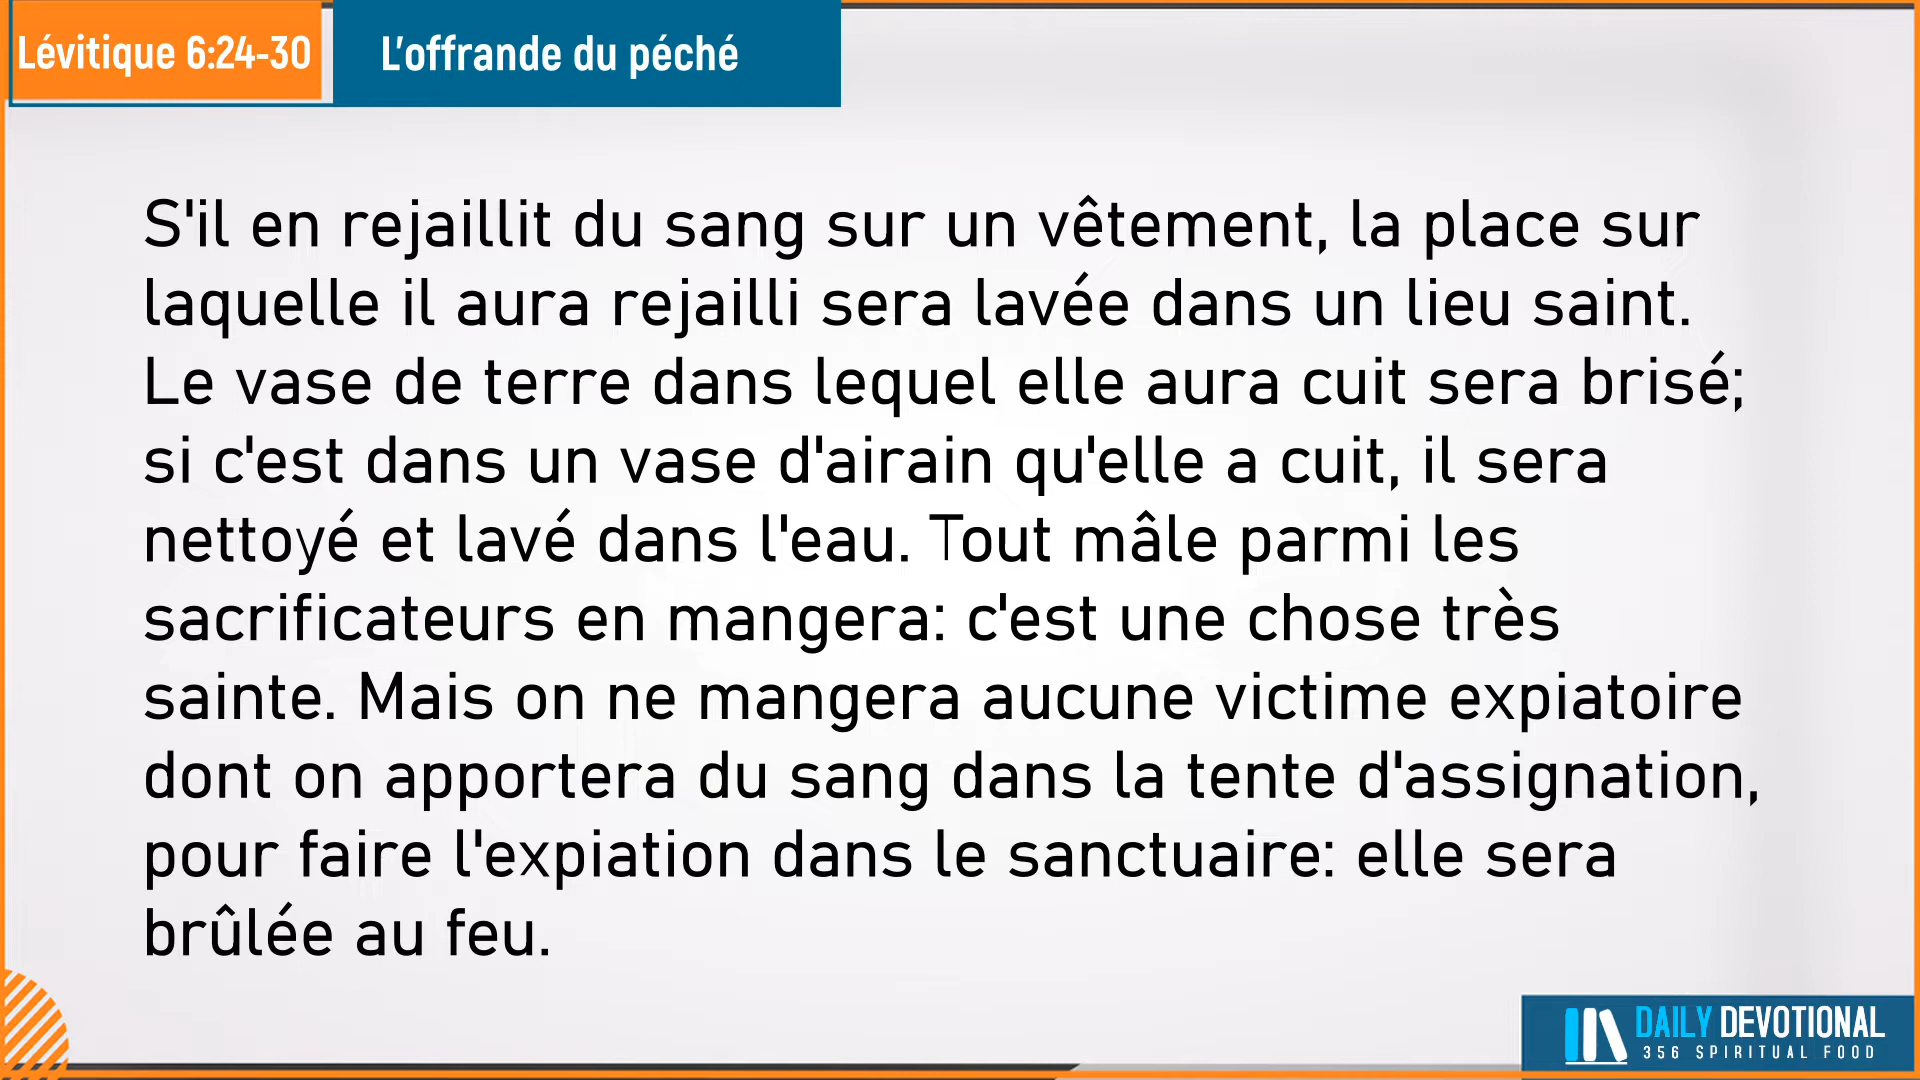 Lévitique 6:24-30
L'offrande du péché
S'il en rejaillit du sang sur un vêtement, la place sur
laquelle il aura rejailli sera lavée dans un lieu saint.
Le vase de terre dans lequel elle aura cuit sera brisé;
si c'est dans un vase d'airain qu'elle a cuit, il sera
nettoyé et lavé dans l'eau. Tout mâle parmi les
sacrificateurs en mangera: c'est une chose très
sainte. Mais on ne mangera aucune victime expiatoire
dont on apportera du sang dans la tente d'assignation,
pour faire l'expiation dans le sanctuaire: elle sera
brûlée au feu.
DAILY DEVOTIONAL
356 SPIRITUAL FOOD